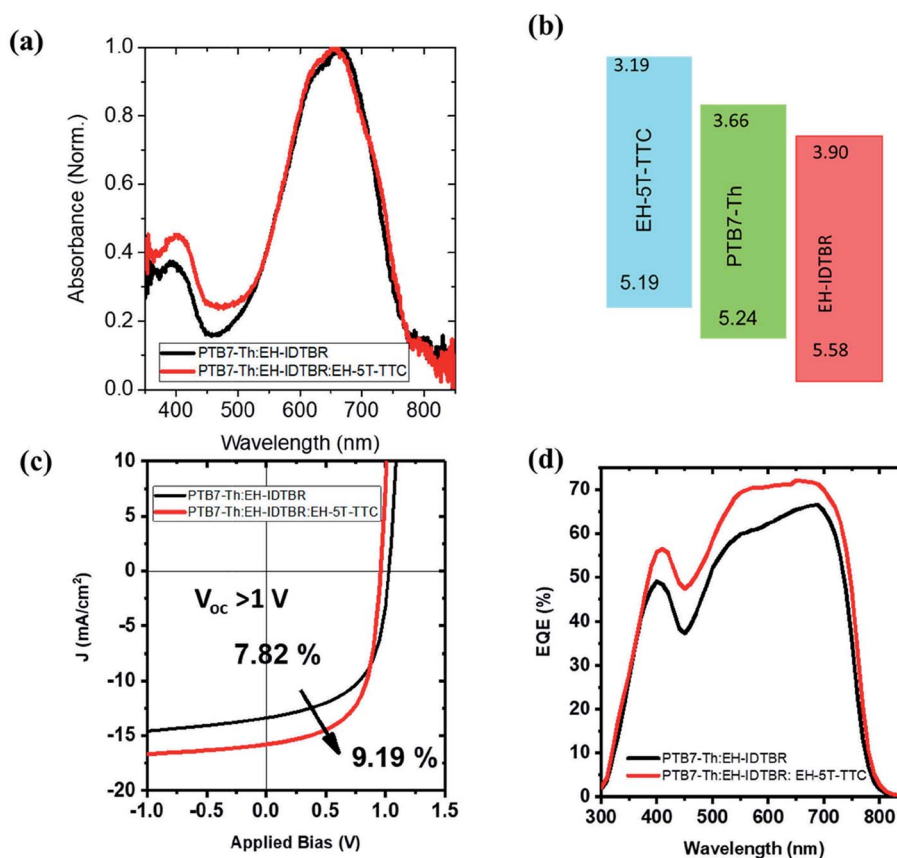 (a)
1.0
0.8
0.6
0.4
0.2
0.0
Absorbance (Norm.)
PTB7-Th:EH-IDTBR
PTB7-Th:EH-IDTBR:EH-5T-TTC
400 500 600 700 800
Wavelength (nm)
(b)
3.19
EH-5T-TTC
5.19
3.66
PTB7-Th
5.24
3.90
EH-IDTBR
5.58
(c)
10
5
0
-5
-10
-15
-20
J (mA/cm²)
PTB7-Th:EH-IDTBR
PTB7-Th:EH-IDTBR:EH-5T-TTC
Voc >1 V
7.82 %
9.19 %
-1.0 -0.5 0.0 0.5 1.0 1.5
Applied Bias (V)
(d)
70
60
50
40
30
20
10
0
EQE (%)
PTB7-Th:EH-IDTBR
PTB7-Th:EH-IDTBR: EH-5T-TTC
300 400 500 600 700 800
Wavelength (nm)